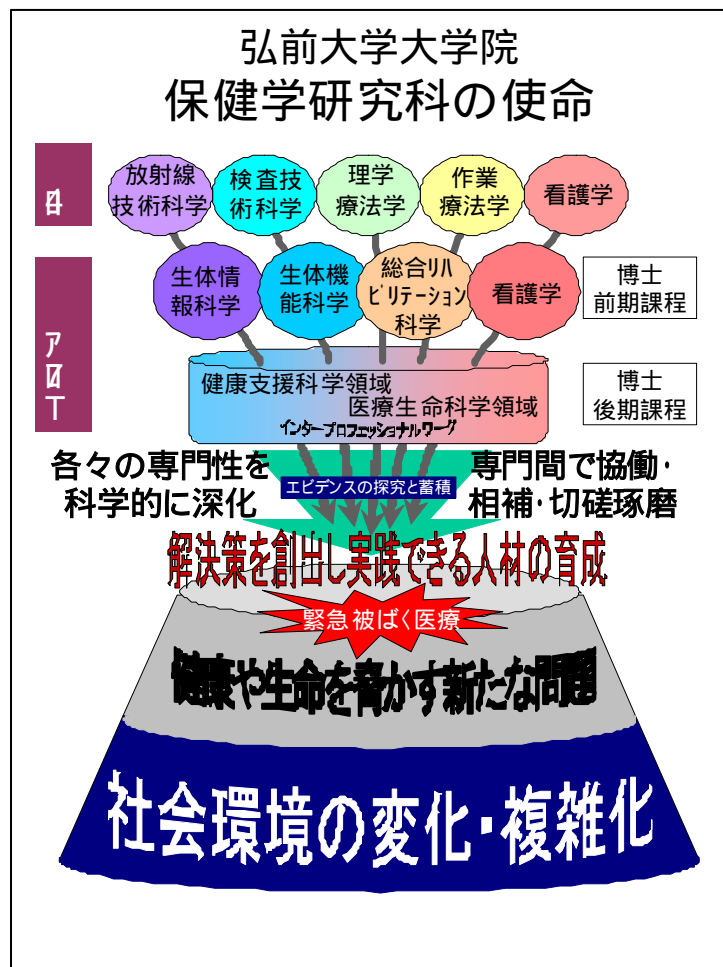 弘前大学大学院
保健学研究科の使命
放射線
技術科学
検査技
術科学
理学
療法学
作業
療法学
看護学
生体情
報科学
生体機
能科学
総合ﾘﾊ
ﾋﾞﾘﾃｰｼｮﾝ
科学
看護学
博士
前期課程
健康支援科学領域
医療生命科学領域
インタープロフェッショナルワーク
博士
後期課程
各々の専門性を
科学的に深化
エビデンスの探究と蓄積
専門間で協働・
相補・切磋琢磨
解決策を創出し実践できる人材の育成
緊急被ばく医療
健康や生命を脅かす新たな問題
社会環境の変化・複雑化